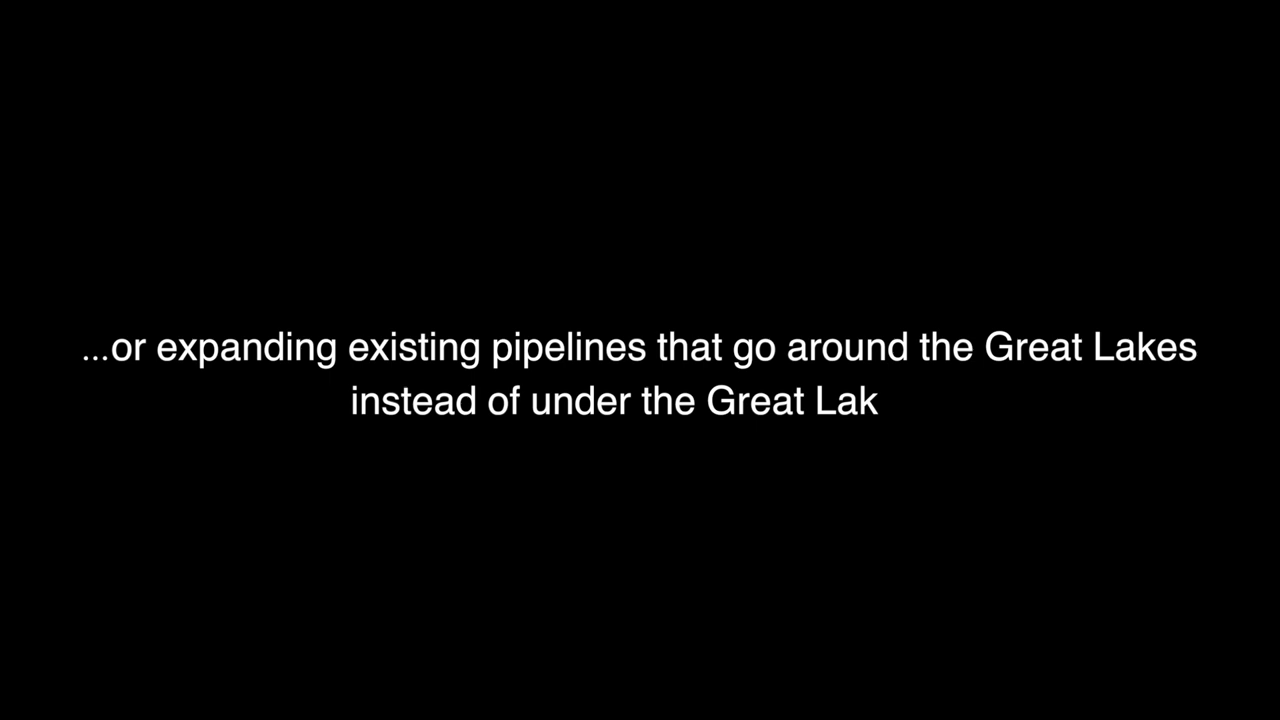 ...or expanding existing pipelines that go around the Great Lakes
instead of under the Great Lak